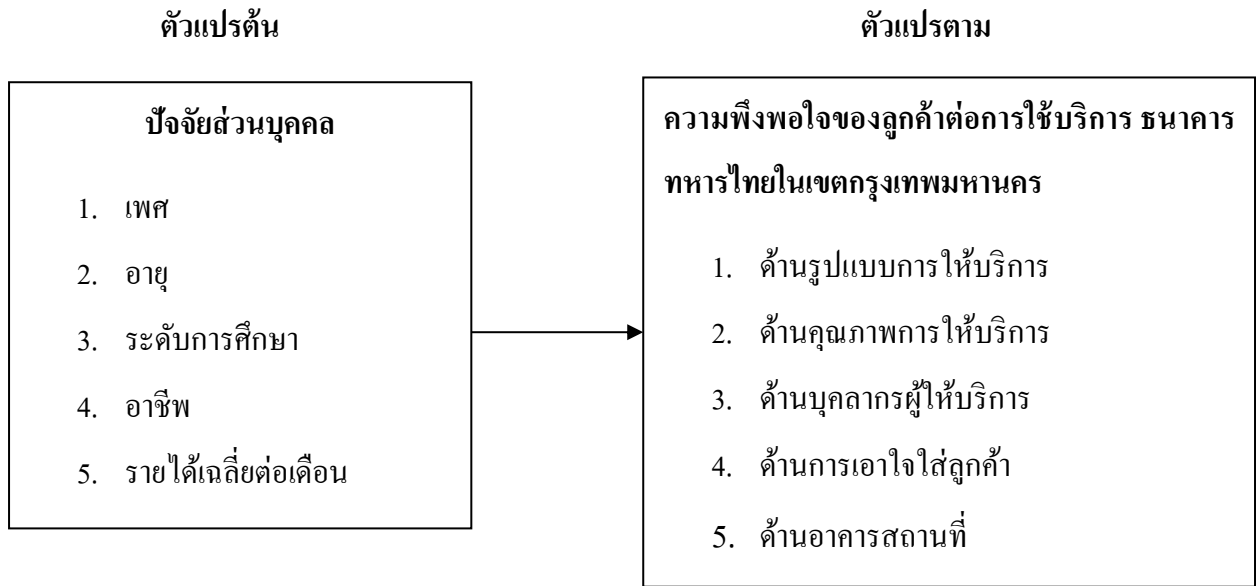 ตัวแปรต้น
ตัวแปรตาม
ปัจจัยส่วนบุคคล
1. เพศ
2. อายุ
3. ระดับการศึกษา
4. อาชีพ
5. รายได้เฉลี่ยต่อเดือน
ความพึงพอใจของลูกค้าต่อการใช้บริการ ธนาคาร
ทหารไทยในเขตกรุงเทพมหานคร
1. ด้านรูปแบบการให้บริการ
2. ด้านคุณภาพการให้บริการ
3. ด้านบุคลากรผู้ให้บริการ
4. ด้านการเอาใจใส่ลูกค้า
5. ด้านอาคารสถานที่